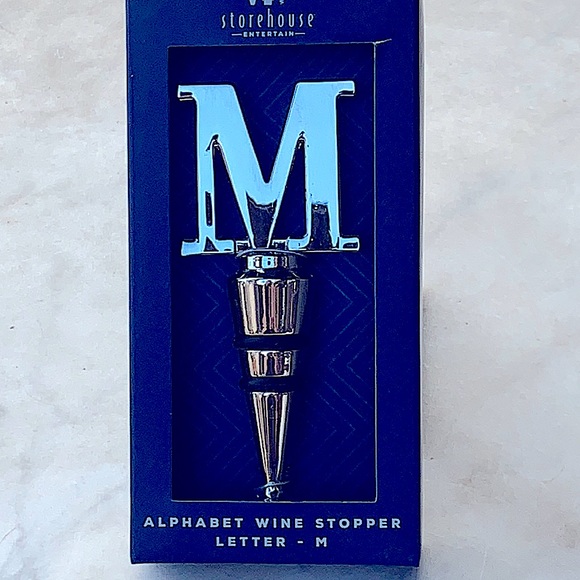 storehouse
ENTERTAIN
M
ALPHABET WINE STOPPER
LETTER - M